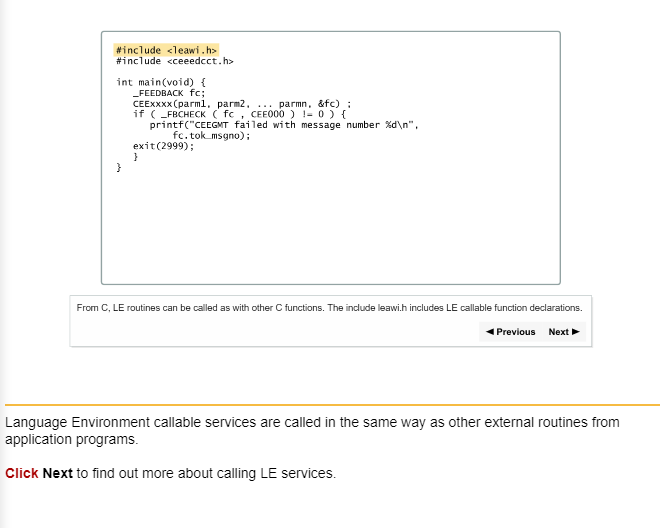 #include <leawi.h>
#include <ceeedcct.h>
int main(void) {
_FEEDBACK fc;
CEExxxx(parm1, parm2, ... parmn, &fc) ;
if ( _FBCHECK ( fc , CEE000 ) != 0 ) {
printf("CEEGMT failed with message number %d\n",
fc.tok_msgno);
exit(2999);
}
}
From C, LE routines can be called as with other C functions. The include leawi.h includes LE callable function declarations.
◄ Previous Next ►
Language Environment callable services are called in the same way as other external routines from
application programs.
Click Next to find out more about calling LE services.